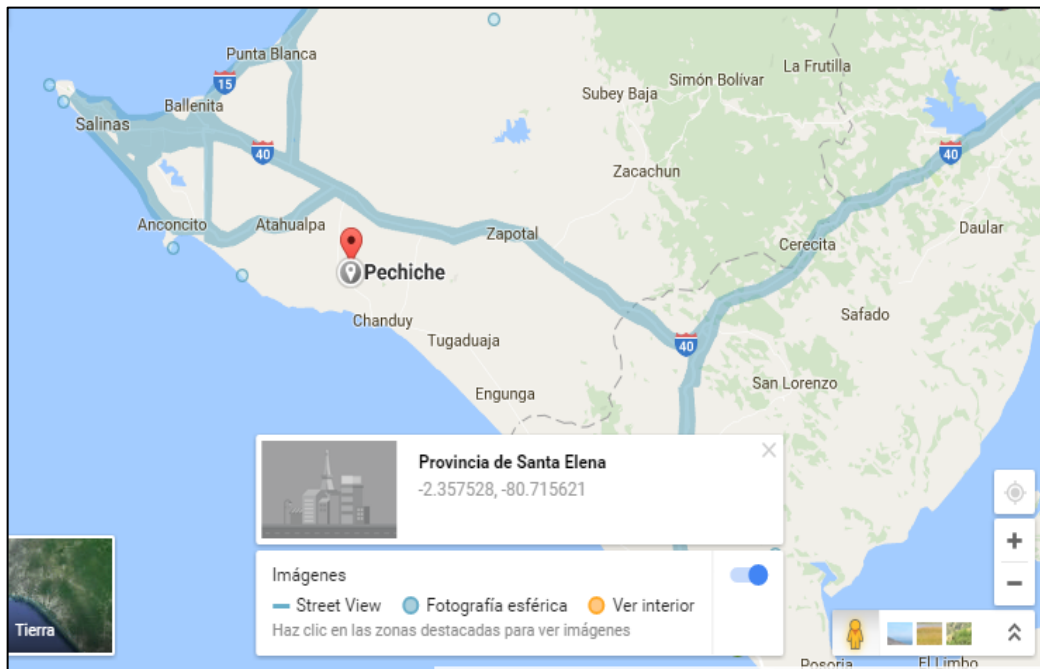 Punta Blanca
La Frutilla
Simón Bolívar
15
Subey Baja
Ballenita
Salinas
40
40
Zacachun
Anconcito
Atahualpa
Zapotal
Daular
Cerecita
Pechiche
Safado
Chanduy
Tugaduaja
40
San Lorenzo
Engunga
Provincia de Santa Elena
-2.357528, -80.715621
Imágenes
Street View Fotografía esférica Ver interior
Haz clic en las zonas destacadas para ver imágenes
Tierra
Posorja
El Limbo